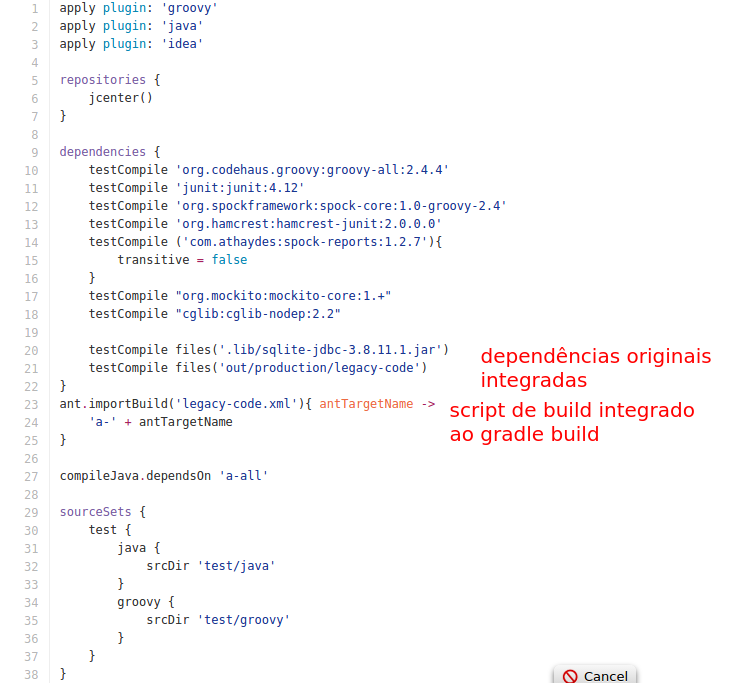 1 apply plugin: 'groovy'
2 apply plugin: 'java'
3 apply plugin: 'idea'
4
5 repositories {
6     jcenter()
7 }
8
9 dependencies {
10     testCompile 'org.codehaus.groovy:groovy-all:2.4.4'
11     testCompile 'junit:junit:4.12'
12     testCompile 'org.spockframework:spock-core:1.0-groovy-2.4'
13     testCompile 'org.hamcrest:hamcrest-junit:2.0.0.0'
14     testCompile ('com.athaydes:spock-reports:1.2.7'){
15         transitive = false
16     }
17     testCompile "org.mockito:mockito-core:1.+"
18     testCompile "cglib:cglib-nodep:2.2"
19
20     testCompile files('.lib/sqlite-jdbc-3.8.11.1.jar')
21     testCompile files('out/production/legacy-code')
22 }
dependências originais
integradas
23 ant.importBuild('legacy-code.xml'){ antTargetName ->
24     'a-' + antTargetName
25 }
script de build integrado
ao gradle build
26
27 compileJava.dependsOn 'a-all'
28
29 sourceSets {
30     test {
31         java {
32             srcDir 'test/java'
33         }
34         groovy {
35             srcDir 'test/groovy'
36         }
37     }
38 }
Cancel